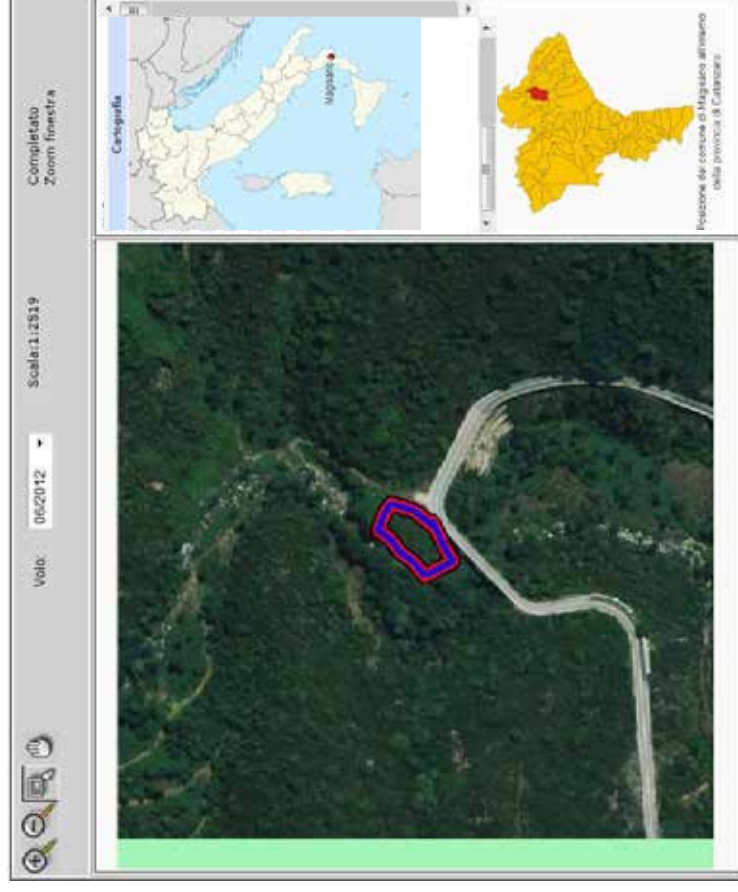 Volo:
06/2012
Scala:1:2519
Completato
Zoom finestra
Cartografia
Magisano
Posizione del comune di Magisano all'interno
della provincia di Catanzaro